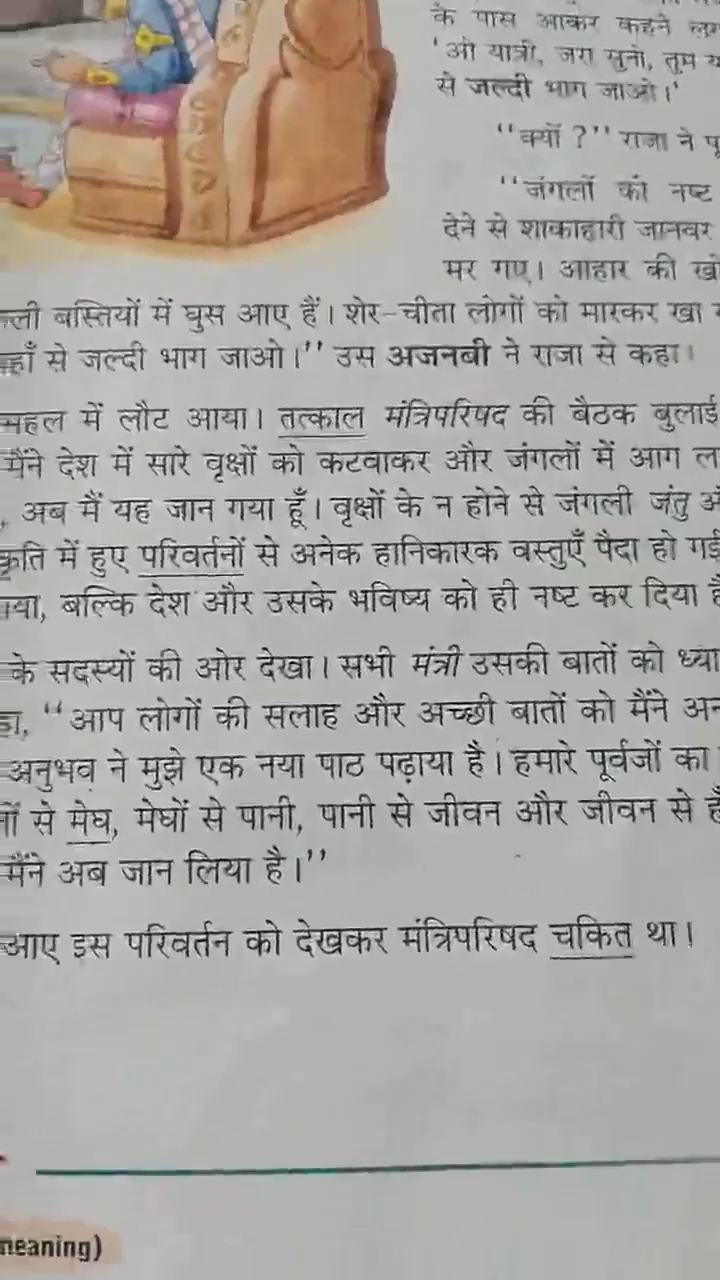 के पास आकर कहने
'ओ यात्री, जरा सुनो, तुम
से जल्दी भाग जाओ।'
"क्यों ?" राजा ने
"जंगलों को नष्ट
देने से शाकाहारी जानवर
मर गए। आहार की
बस्तियों में घुस आए हैं। शेर-चीता लोगों को मारकर खा
से जल्दी भाग जाओ।" उस अजनबी ने राजा से कहा।
में लौट आया। तत्काल मंत्रिपरिषद की बैठक बुलाई
मैंने देश में सारे वृक्षों को कटवाकर और जंगलों में आग
, अब मैं यह जान गया हूँ। वृक्षों के न होने से जंगली जंतु
में हुए परिवर्तनों से अनेक हानिकारक वस्तुएँ पैदा हो गई
बल्कि देश और उसके भविष्य को ही नष्ट कर दिया
के सदस्यों की ओर देखा। सभी मंत्री उसकी बातों को
"आप लोगों की सलाह और अच्छी बातों को मैंने
अनुभव ने मुझे एक नया पाठ पढ़ाया है। हमारे पूर्वजों का
से मेघ, मेघों से पानी, पानी से जीवन और जीवन से
मैंने अब जान लिया है।"
आए इस परिवर्तन को देखकर मंत्रिपरिषद चकित था।
meaning)